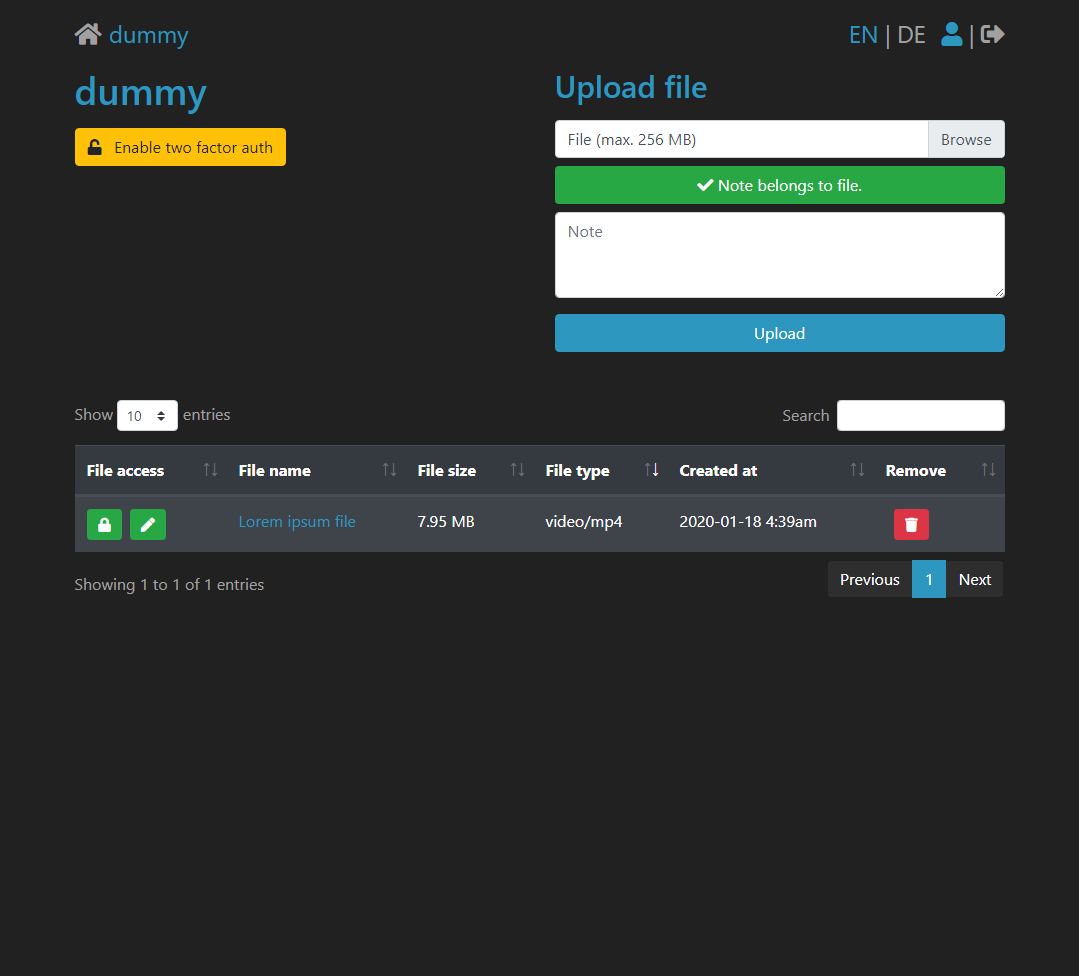 dummy
EN | DE |
dummy
Enable two factor auth
Upload file
File (max. 256 MB) Browse
Note belongs to file.
Note
Upload
Show 10 entries
Search
File access File name File size File type Created at Remove
Lorem ipsum file 7.95 MB video/mp4 2020-01-18 4:39am
Showing 1 to 1 of 1 entries
Previous 1 Next